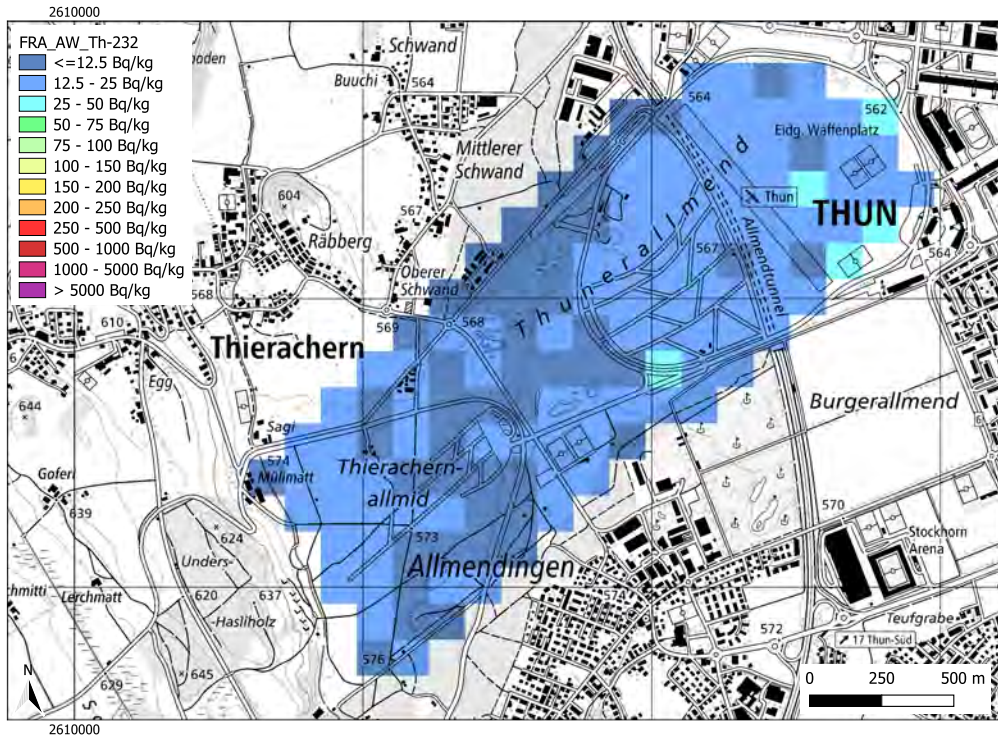 2610000
FRA_AW_Th-232
<=12.5 Bq/kg
12.5 - 25 Bq/kg
25 - 50 Bq/kg
50 - 75 Bq/kg
75 - 100 Bq/kg
100 - 150 Bq/kg
150 - 200 Bq/kg
200 - 250 Bq/kg
250 - 500 Bq/kg
500 - 1000 Bq/kg
1000 - 5000 Bq/kg
> 5000 Bq/kg
Schwand
Buuchi
564
564
562
Eidg. Waffenplatz
Mittlerer
Schwand
604
Thun
THUN
567
Räbberg
Thuneralmend
567
Allmendtunnel
564
Oberer
Schwand
568
569
568
610
Thierachern
Egg
644
Burgerallmend
Sagi
574
Müllmatt
Thierachern-
allmid
Goferi
639
570
624
573
Stockhorn
Arena
Unders-
Allmendingen
620
637
Lerchmatt
574
-Hasliholz
Teufgrabe
572
17 Thun-Süd
576
645
629
N
0 250 500 m
2610000